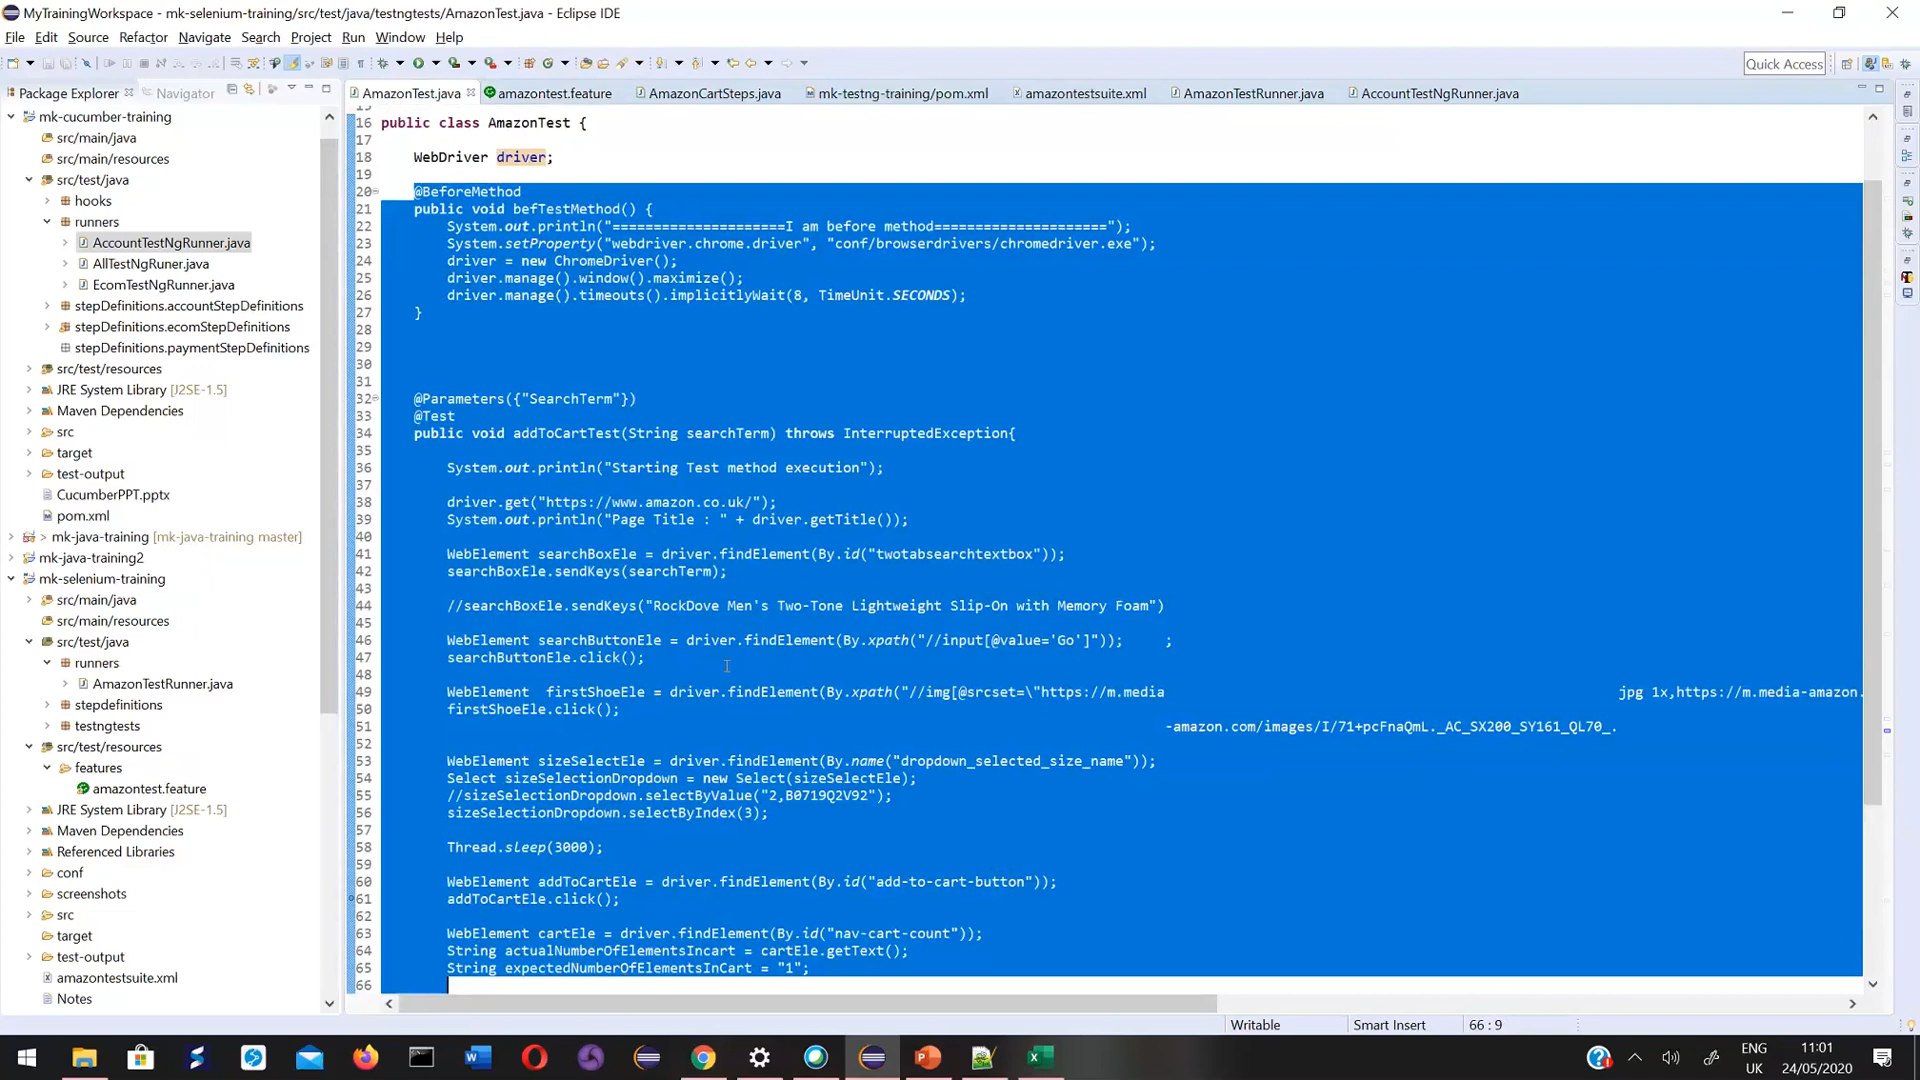 MyTrainingWorkspace - mk-selenium-training/src/test/java/testngtests/AmazonTest.java - Eclipse IDE
File Edit Source Refactor Navigate Search Project Run Window Help
Quick Access
Package Explorer Navigator
AmazonTest.java amazontest.feature AmazonCartSteps.java mk-testng-training/pom.xml amazontestsuite.xml AmazonTestRunner.java AccountTestNgRunner.java
mk-cucumber-training
src/main/java
src/main/resources
src/test/java
hooks
runners
AccountTestNgRunner.java
AllTestNgRuner.java
EcomTestNgRunner.java
stepDefinitions.accountStepDefinitions
stepDefinitions.ecomStepDefinitions
stepDefinitions.paymentStepDefinitions
src/test/resources
JRE System Library [J2SE-1.5]
Maven Dependencies
src
target
test-output
CucumberPPT.pptx
pom.xml
> mk-java-training [mk-java-training master]
mk-java-training2
mk-selenium-training
src/main/java
src/main/resources
src/test/java
runners
AmazonTestRunner.java
stepdefinitions
testngtests
src/test/resources
features
amazontest.feature
JRE System Library [J2SE-1.5]
Maven Dependencies
Referenced Libraries
conf
screenshots
src
target
test-output
amazontestsuite.xml
Notes
16 public class AmazonTest {
17
18 WebDriver driver;
19
20 @BeforeMethod
21 public void befTestMethod() {
22 System.out.println("=====================I am before method=====================");
23 System.setProperty("webdriver.chrome.driver", "conf/browserdrivers/chromedriver.exe");
24 driver = new ChromeDriver();
25 driver.manage().window().maximize();
26 driver.manage().timeouts().implicitlyWait(8, TimeUnit.SECONDS);
27 }
28
29
30
31
32 @Parameters({"SearchTerm"})
33 @Test
34 public void addToCartTest(String searchTerm) throws InterruptedException{
35
36 System.out.println("Starting Test method execution");
37
38 driver.get("https://www.amazon.co.uk/");
39 System.out.println("Page Title : " + driver.getTitle());
40
41 WebElement searchBoxEle = driver.findElement(By.id("twotabsearchtextbox"));
42 searchBoxEle.sendKeys(searchTerm);
43
44 //searchBoxEle.sendKeys("RockDove Men's Two-Tone Lightweight Slip-On with Memory Foam")
45
46 WebElement searchButtonEle = driver.findElement(By.xpath("//input[@value='Go']")); ;
47 searchButtonEle.click();
48
49 WebElement firstShoeEle = driver.findElement(By.xpath("//img[@srcset=\"https://m.media jpg 1x,https://m.media-amazon.
50 firstShoeEle.click();
51 -amazon.com/images/I/71+pcFnaQmL._AC_SX200_SY161_QL70_.
52
53 WebElement sizeSelectEle = driver.findElement(By.name("dropdown_selected_size_name"));
54 Select sizeSelectionDropdown = new Select(sizeSelectEle);
55 //sizeSelectionDropdown.selectByValue("2,B0719Q2V92");
56 sizeSelectionDropdown.selectByIndex(3);
57
58 Thread.sleep(3000);
59
60 WebElement addToCartEle = driver.findElement(By.id("add-to-cart-button"));
61 addToCartEle.click();
62
63 WebElement cartEle = driver.findElement(By.id("nav-cart-count"));
64 String actualNumberOfElementsIncart = cartEle.getText();
65 String expectedNumberOfElementsInCart = "1";
66
Writable Smart Insert 66 : 9
ENG
UK
11:01
24/05/2020